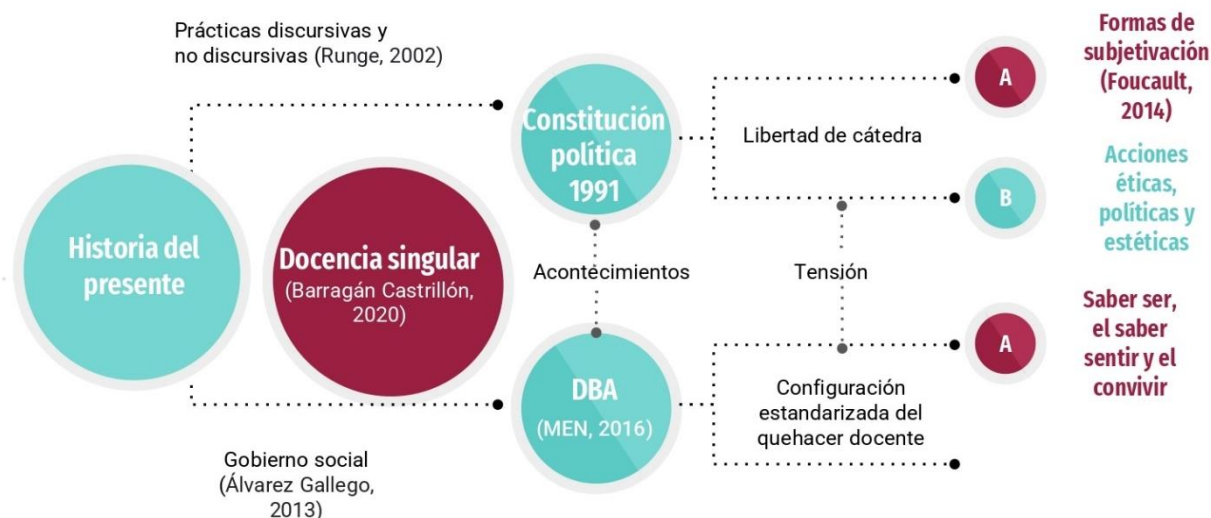 Prácticas discursivas y
no discursivas (Runge, 2002)
Historia del
presente
Docencia singular
(Barragán Castrillón,
2020)
Gobierno social
(Álvarez Gallego,
2013)
Constitución
política
1991
Acontecimientos
DBA
(MEN, 2016)
Libertad de cátedra
Tensión
Configuración
estandarizada del
quehacer docente
A
Formas de
subjetivación
(Foucault,
2014)
B
Acciones
éticas,
políticas y
estéticas
A
Saber ser,
el saber
sentir y el
convivir